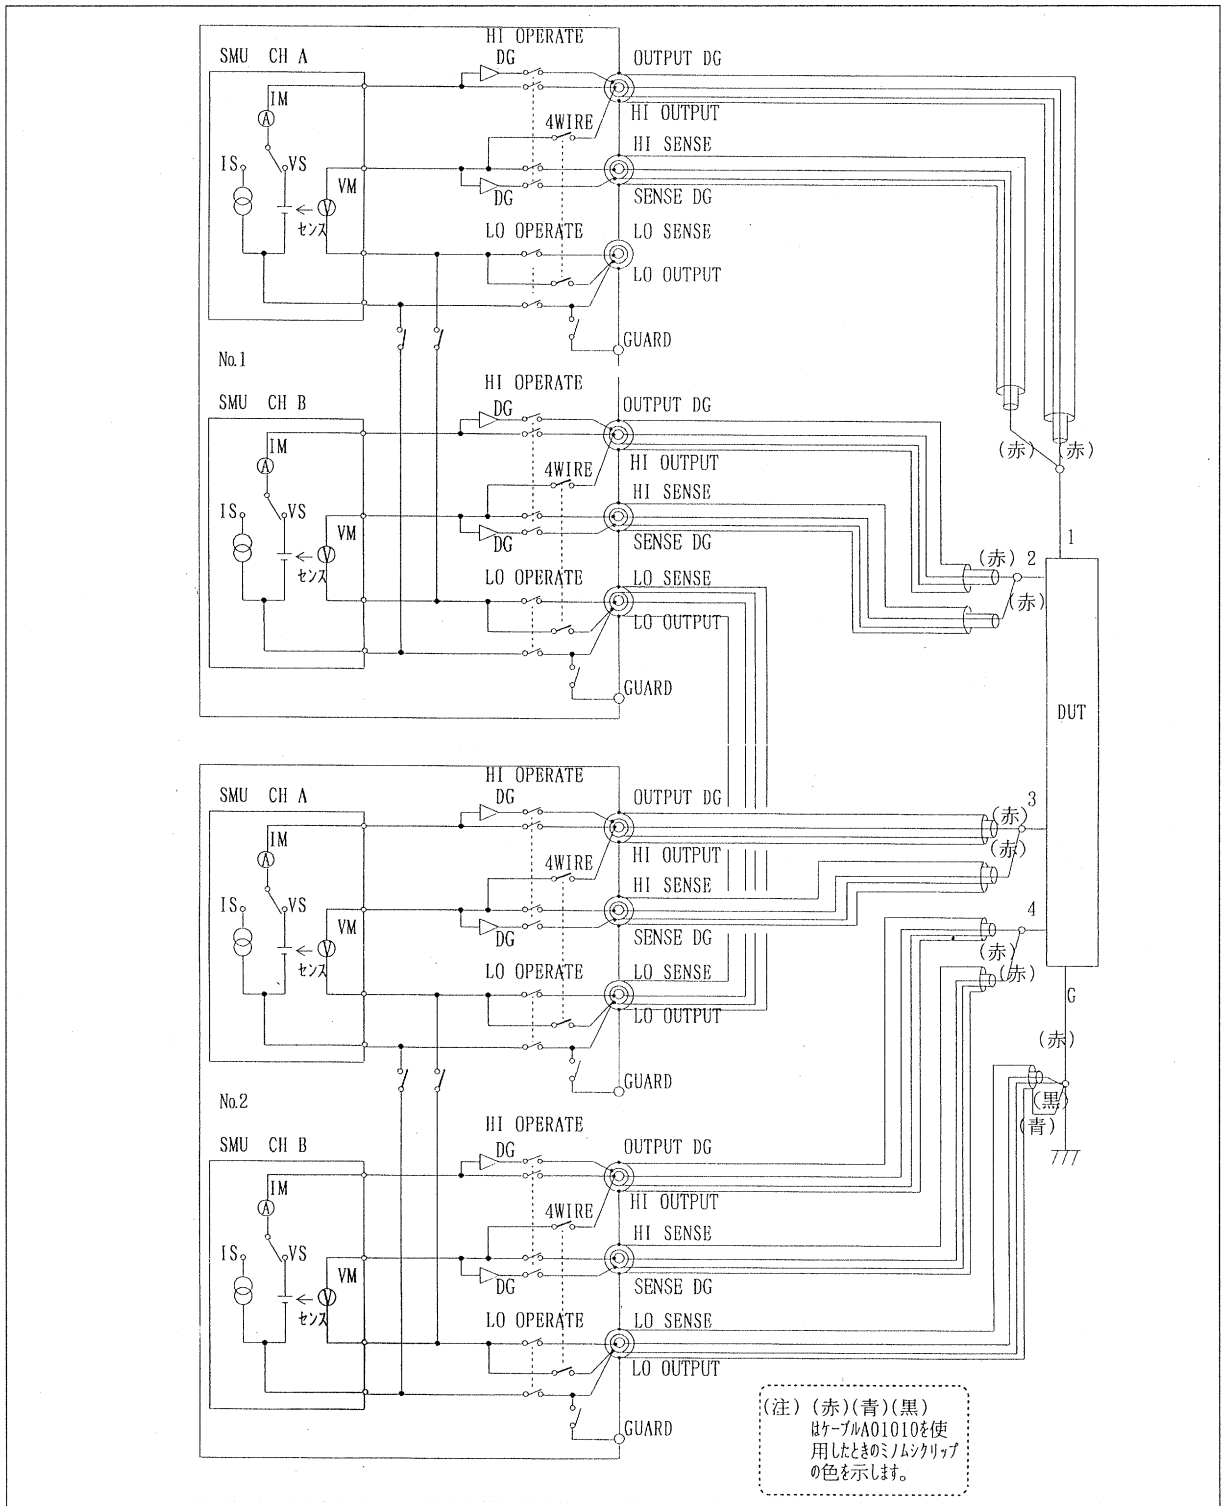 HI OPERATE
SMU CH A
DG
OUTPUT DG
IM
A
HI OUTPUT
4WIRE
HI SENSE
IS
VS
VM
V
センス
DG
SENSE DG
LO OPERATE
LO SENSE
LO OUTPUT
GUARD
No.1
HI OPERATE
SMU CH B
DG
OUTPUT DG
IM
A
HI OUTPUT
(赤)
(赤)
4WIRE
HI SENSE
IS
VS
VM
V
センス
DG
SENSE DG
1
(赤)
2
(赤)
LO OPERATE
LO SENSE
LO OUTPUT
GUARD
DUT
HI OPERATE
SMU CH A
DG
OUTPUT DG
3
(赤)
IM
A
HI OUTPUT
(赤)
4WIRE
HI SENSE
IS
VS
VM
V
センス
DG
SENSE DG
4
(赤)
(赤)
LO OPERATE
LO SENSE
LO OUTPUT
G
(赤)
GUARD
No.2
(黒)
(青)
HI OPERATE
SMU CH B
DG
OUTPUT DG
IM
A
HI OUTPUT
4WIRE
HI SENSE
IS
VS
VM
V
センス
DG
SENSE DG
LO OPERATE
LO SENSE
LO OUTPUT
GUARD
(注) (赤)(青)(黒)
はケーブルA01010を使
用したときのミノムシクリップ
の色を示します。